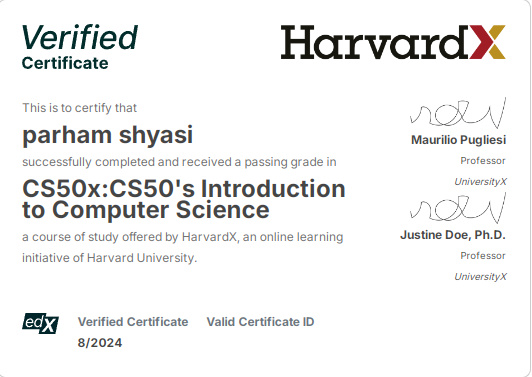 Verified
Certificate
HarvardX
This is to certify that
parham shyasi
successfully completed and received a passing grade in
CS50x:CS50's Introduction
to Computer Science
a course of study offered by HarvardX, an online learning
initiative of Harvard University.
Maurilio Pugliesi
Professor
UniversityX
Justine Doe, Ph.D.
Professor
UniversityX
edX
Verified Certificate Valid Certificate ID
8/2024